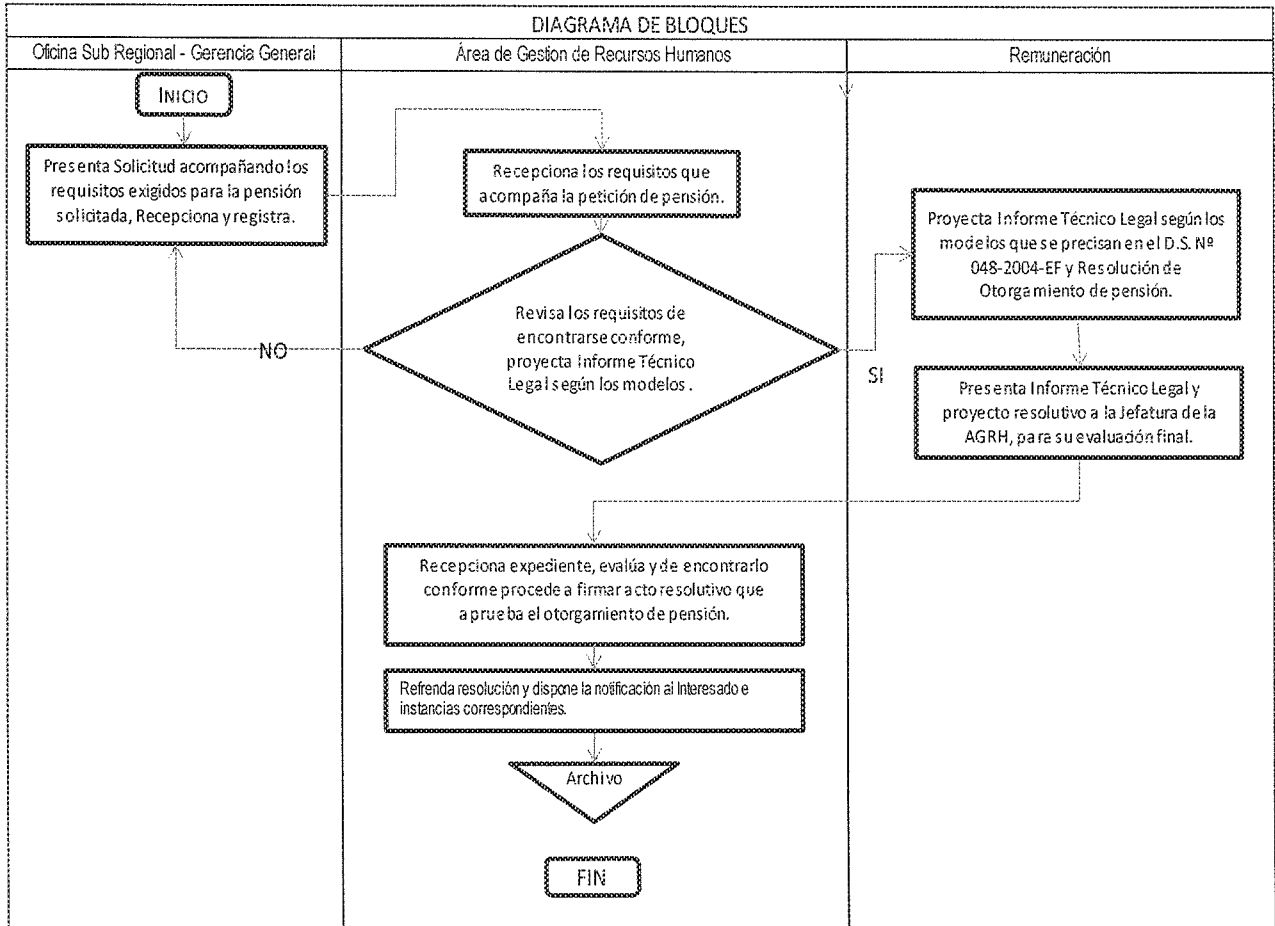 DIAGRAMA DE BLOQUES
Oficina Sub Regional - Gerencia General
Área de Gestion de Recursos Humanos
Remuneración
INICIO
Presenta Solicitud acompañando los
requisitos exigidos para la pensión
solicitada, Recepciona y registra.
Recepciona los requisitos que
acompaña la petición de pensión.
Revisa los requisitos de
encontrarse conforme,
proyecta Informe Técnico
Legal según los modelos.
NO
SI
Proyecta Informe Técnico Legal según los
modelos que se precisan en el D.S. Nº
048-2004-EF y Resolución de
Otorgamiento de pensión.
Presenta Informe Técnico Legal y
proyecto resolutivo a la Jefatura de la
AGRH, para su evaluación final.
Recepciona expediente, evalúa y de encontrarlo
conforme procede a firmar acto resolutivo que
aprueba el otorgamiento de pensión.
Refrenda resolución y dispone la notificación al Interesado e
instancias correspondientes.
Archivo
FIN